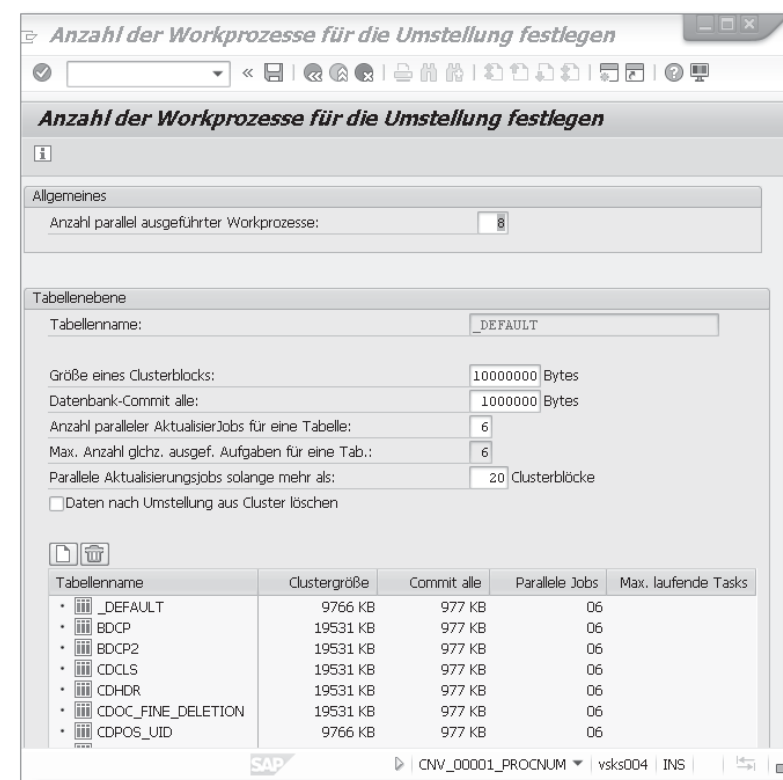 Anzahl der Workprozesse für die Umstellung festlegen
Anzahl der Workprozesse für die Umstellung festlegen
Allgemeines
Anzahl parallel ausgeführter Workprozesse: 8
Tabellenebene
Tabellenname: _DEFAULT
Größe eines Clusterblocks: 10000000 Bytes
Datenbank-Commit alle: 1000000 Bytes
Anzahl paralleler AktualisierJobs für eine Tabelle: 6
Max. Anzahl glchz. ausgef. Aufgaben für eine Tab.: 6
Parallele Aktualisierungsjobs solange mehr als: 20 Clusterblöcke
Daten nach Umstellung aus Cluster löschen
Tabellenname Clustergröße Commit alle Parallele Jobs Max. laufende Tasks
_DEFAULT 9766 KB 977 KB 06
BDCP 19531 KB 977 KB 06
BDCP2 19531 KB 977 KB 06
CDCLS 19531 KB 977 KB 06
CDHDR 19531 KB 977 KB 06
CDOC_FINE_DELETION 19531 KB 977 KB 06
CDPOS_UID 9766 KB 977 KB 06
SAP CNV_00001_PROCNUM vsks004 INS